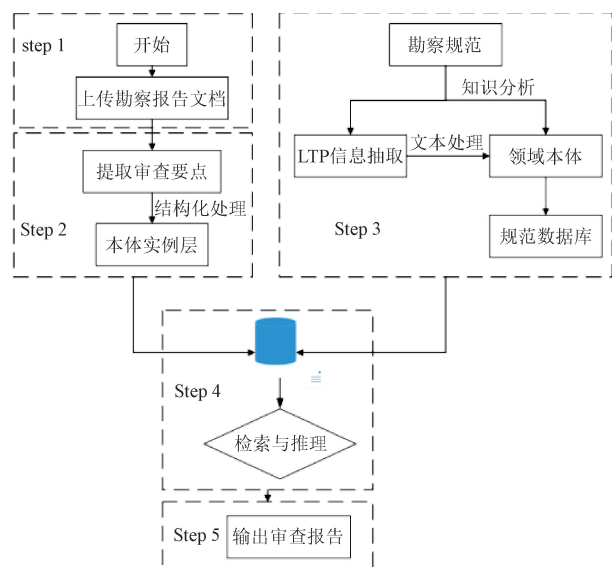 step 1
开始
上传勘察报告文档
提取审查要点
结构化处理
Step 2
本体实例层
勘察规范
知识分析
LTP信息抽取
文本处理
领域本体
Step 3
规范数据库
Step 4
检索与推理
Step 5
输出审查报告